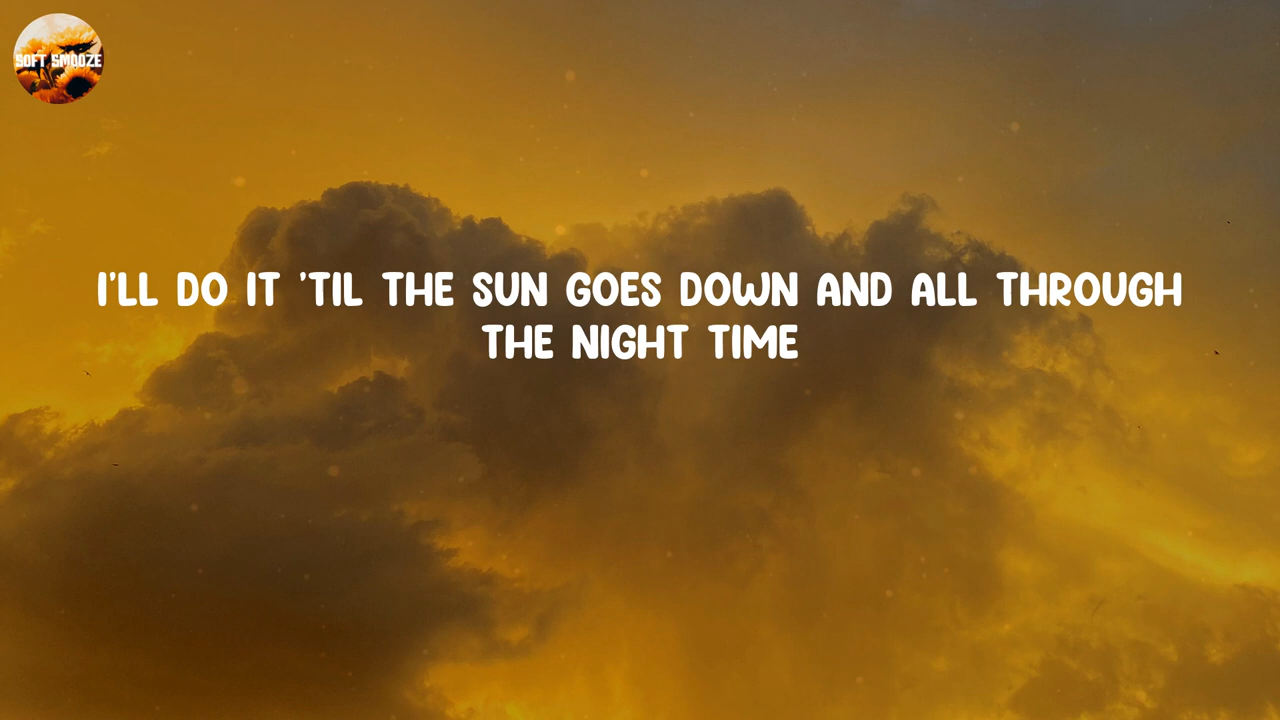 SOFT SMOOZE
I'LL DO IT 'TIL THE SUN GOES DOWN AND ALL THROUGH
THE NIGHT TIME